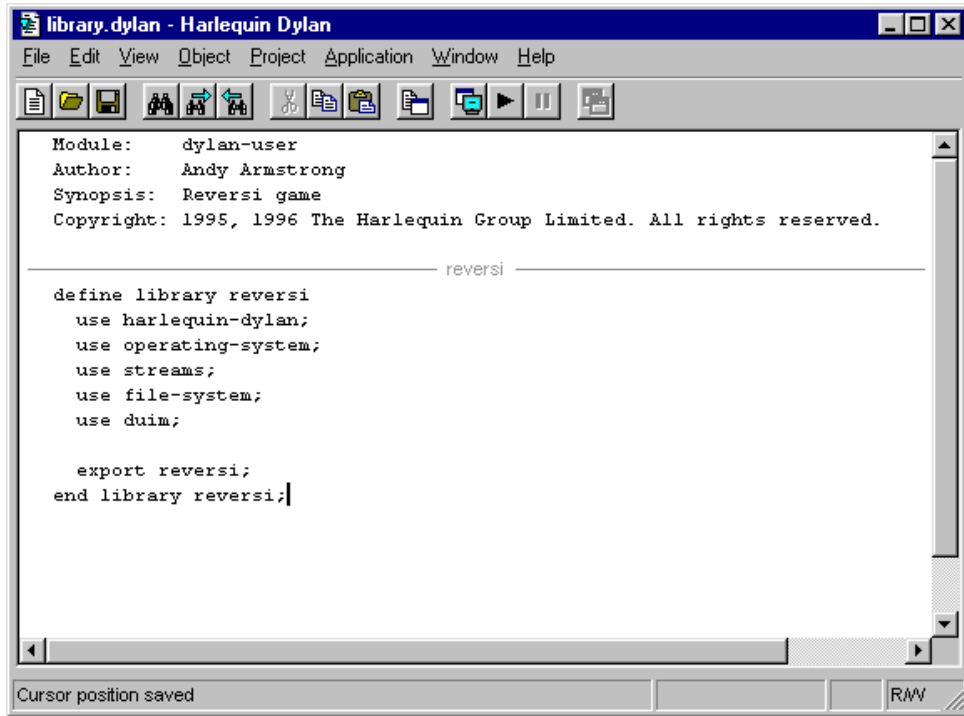 library.dylan - Harlequin Dylan
File Edit View Object Project Application Window Help
Module: dylan-user
Author: Andy Armstrong
Synopsis: Reversi game
Copyright: 1995, 1996 The Harlequin Group Limited. All rights reserved.
reversi
define library reversi
use harlequin-dylan;
use operating-system;
use streams;
use file-system;
use duim;
export reversi;
end library reversi;
Cursor position saved R/W